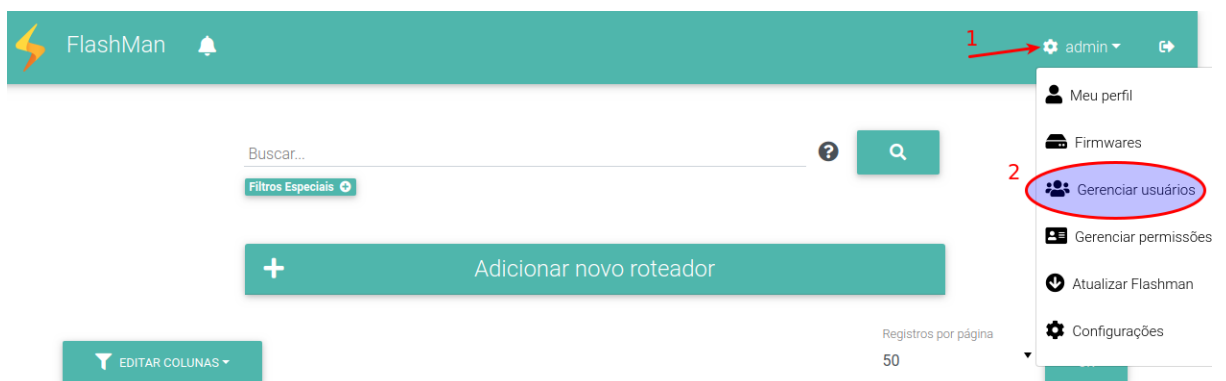 FlashMan
1
admin
Meu perfil
Buscar...
Firmwares
Filtros Especiais
2
Gerenciar usuários
Gerenciar permissões
Adicionar novo roteador
Atualizar Flashman
Registros por página
Configurações
EDITAR COLUNAS
50